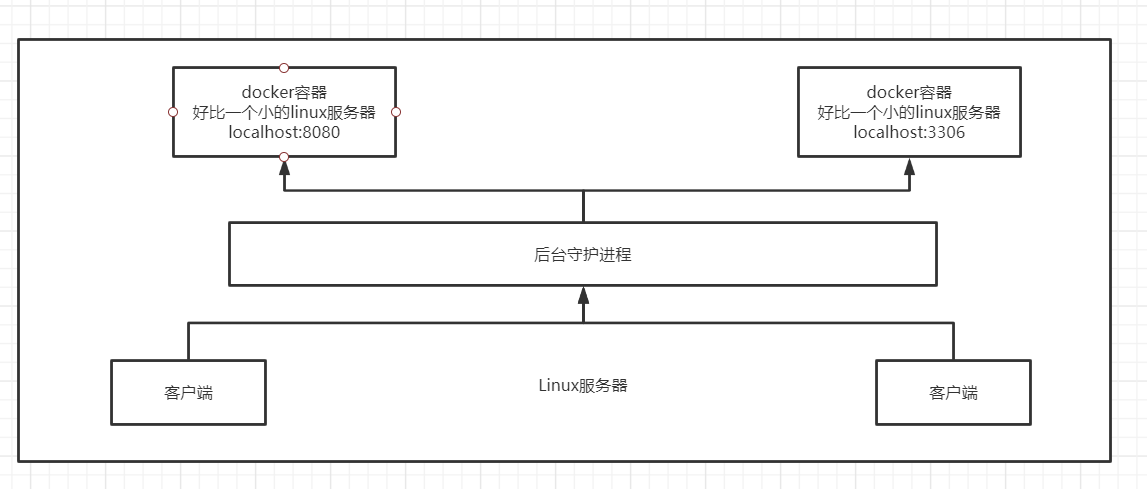 docker容器
好比一个小的linux服务器
localhost:8080
docker容器
好比一个小的linux服务器
localhost:3306
后台守护进程
客户端
Linux服务器
客户端